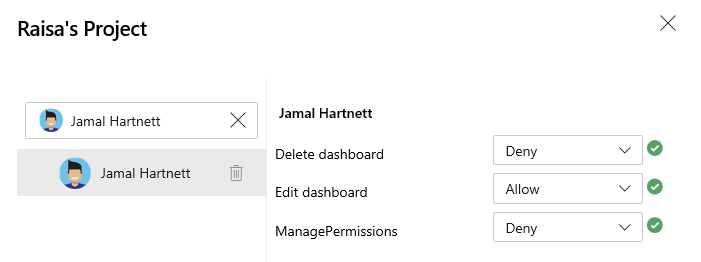 Raisa's Project
Jamal Hartnett
Jamal Hartnett
Jamal Hartnett
Delete dashboard Deny
Edit dashboard Allow
ManagePermissions Deny